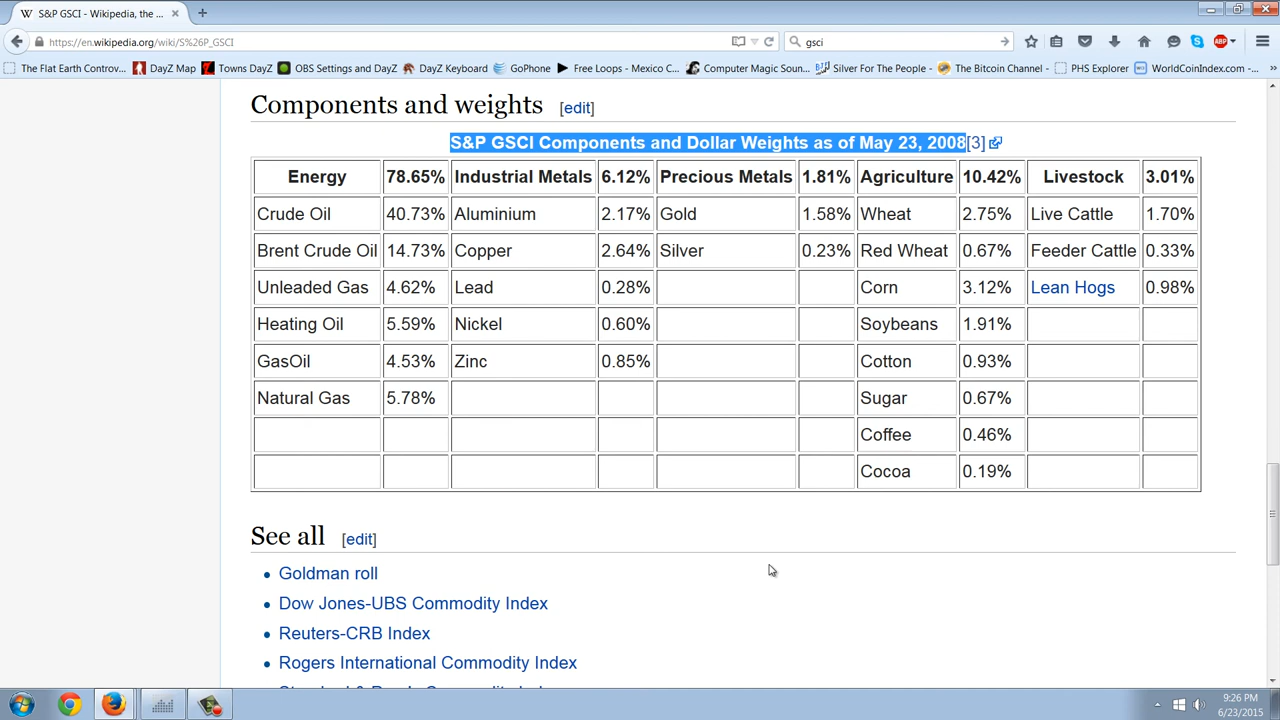 S&P GSCI - Wikipedia, the ...
https://en.wikipedia.org/wiki/S%26P_GSCI
gsci
The Flat Earth Controv... DayZ Map Towns DayZ OBS Settings and DayZ DayZ Keyboard GoPhone Free Loops - Mexico C... Computer Magic Soun... Silver For The People - ... The Bitcoin Channel - PHS Explorer WorldCoinIndex.com -...
Components and weights [edit]
S&P GSCI Components and Dollar Weights as of May 23, 2008[3]
Energy 78.65% Industrial Metals 6.12% Precious Metals 1.81% Agriculture 10.42% Livestock 3.01%
Crude Oil 40.73% Aluminium 2.17% Gold 1.58% Wheat 2.75% Live Cattle 1.70%
Brent Crude Oil 14.73% Copper 2.64% Silver 0.23% Red Wheat 0.67% Feeder Cattle 0.33%
Unleaded Gas 4.62% Lead 0.28% Corn 3.12% Lean Hogs 0.98%
Heating Oil 5.59% Nickel 0.60% Soybeans 1.91%
GasOil 4.53% Zinc 0.85% Cotton 0.93%
Natural Gas 5.78% Sugar 0.67%
Coffee 0.46%
Cocoa 0.19%
See all [edit]
Goldman roll
Dow Jones-UBS Commodity Index
Reuters-CRB Index
Rogers International Commodity Index
9:26 PM
6/23/2015